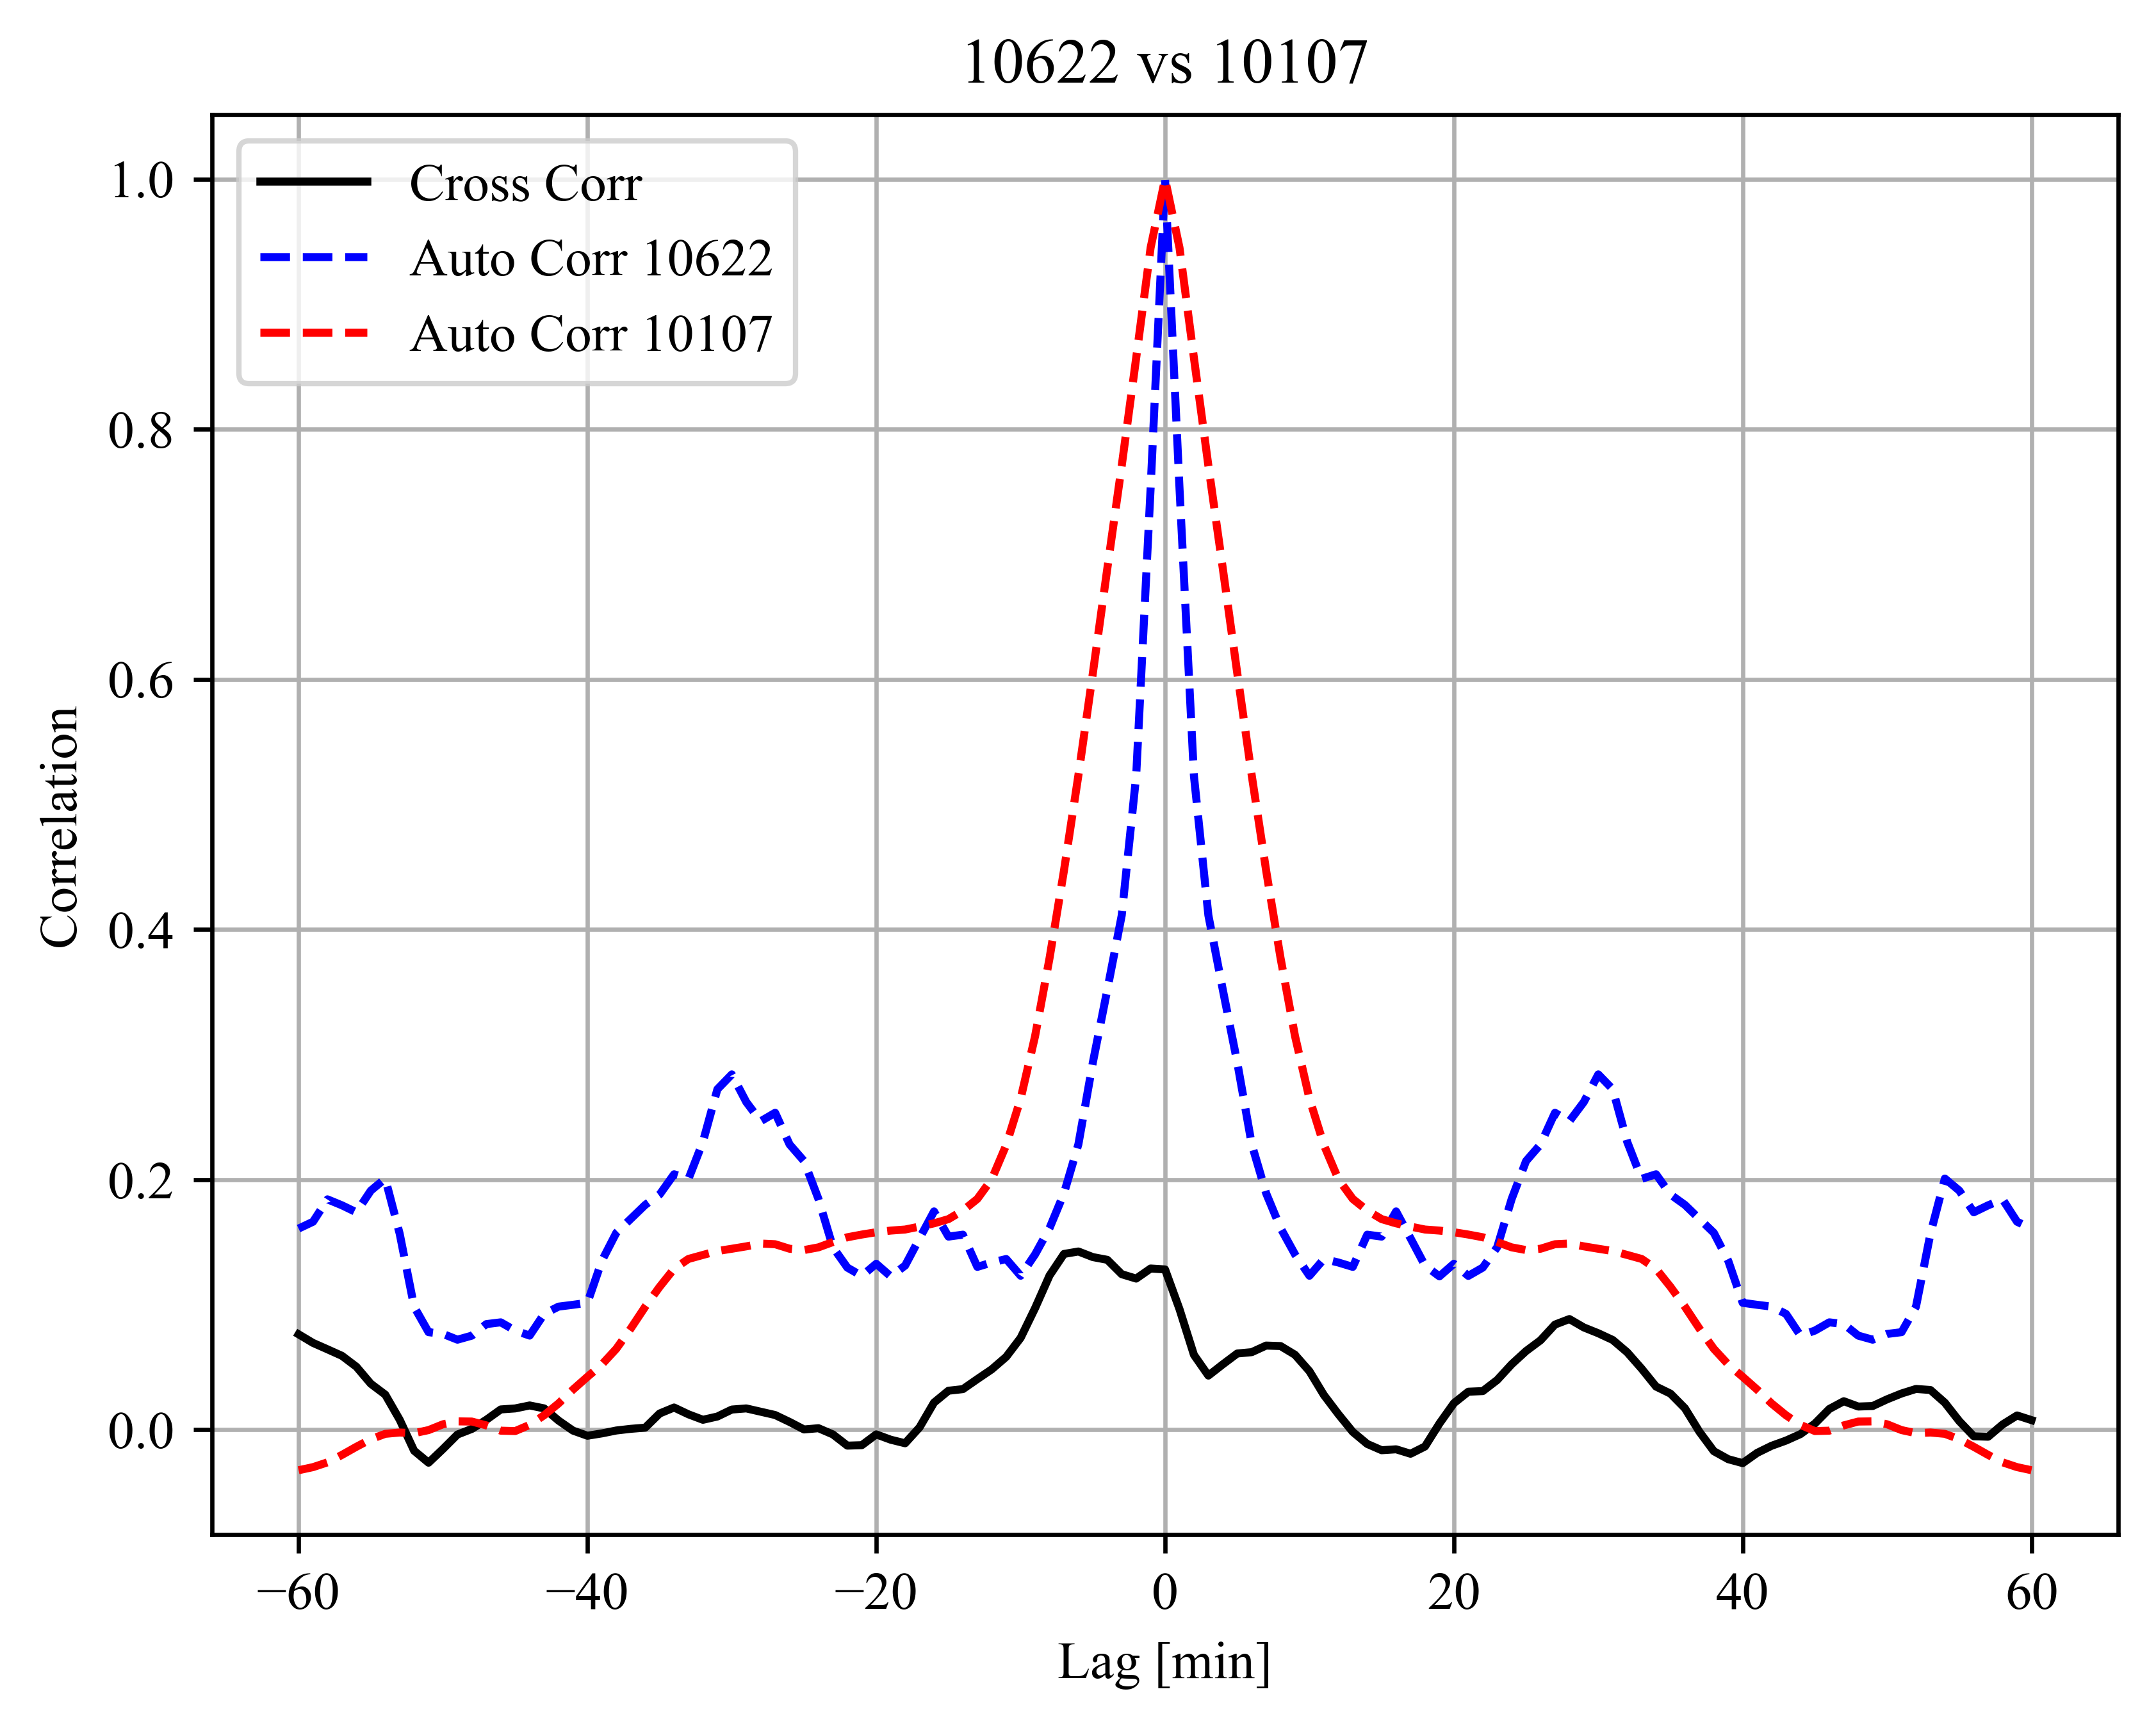 10622 vs 10107
Cross Corr
Auto Corr 10622
Auto Corr 10107
1.0
0.8
0.6
0.4
0.2
0.0
Correlation
−60 −40 −20 0 20 40 60
Lag [min]